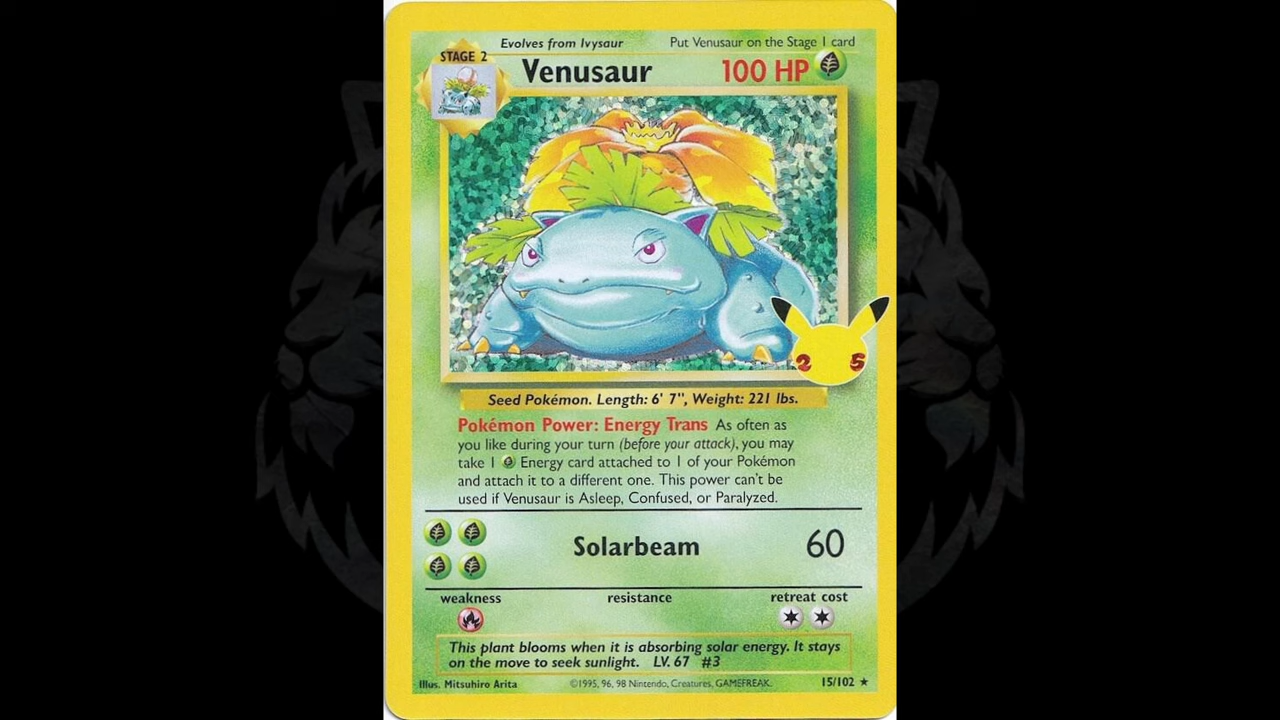 Evolves from Ivysaur Put Venusaur on the Stage 1 card
STAGE 2
Venusaur 100 HP
2 5
Seed Pokémon. Length: 6' 7", Weight: 221 lbs.
Pokémon Power: Energy Trans As often as
you like during your turn (before your attack), you may
take 1 Energy card attached to 1 of your Pokémon
and attach it to a different one. This power can't be
used if Venusaur is Asleep, Confused, or Paralyzed.
Solarbeam 60
weakness resistance retreat cost
This plant blooms when it is absorbing solar energy. It stays
on the move to seek sunlight. LV. 67 #3
Illus. Mitsuhiro Arita ©1995, 96, 98 Nintendo, Creatures, GAMEFREAK. 15/102 ★